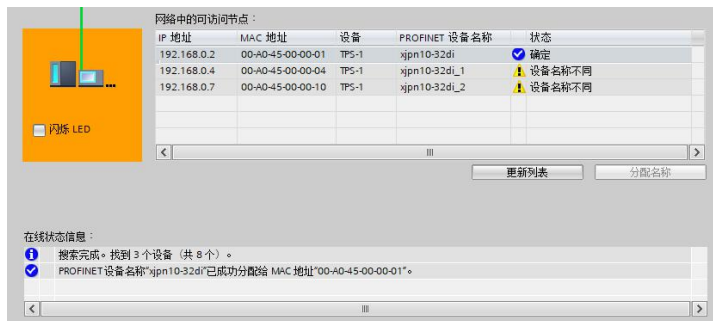 网络中的可访问节点：
IP 地址 MAC 地址 设备 PROFINET 设备名称 状态
192.168.0.2 00-A0-45-00-00-01 TPS-1 xjpn10-32di 确定
192.168.0.4 00-A0-45-00-00-04 TPS-1 xjpn10-32di_1 设备名称不同
192.168.0.7 00-A0-45-00-00-10 TPS-1 xjpn10-32di_2 设备名称不同
闪烁 LED
更新列表 分配名称
在线状态信息：
搜索完成。找到 3 个设备（共 8 个）。
PROFINET 设备名称"xjpn10-32di"已成功分配给 MAC 地址"00-A0-45-00-00-01"。